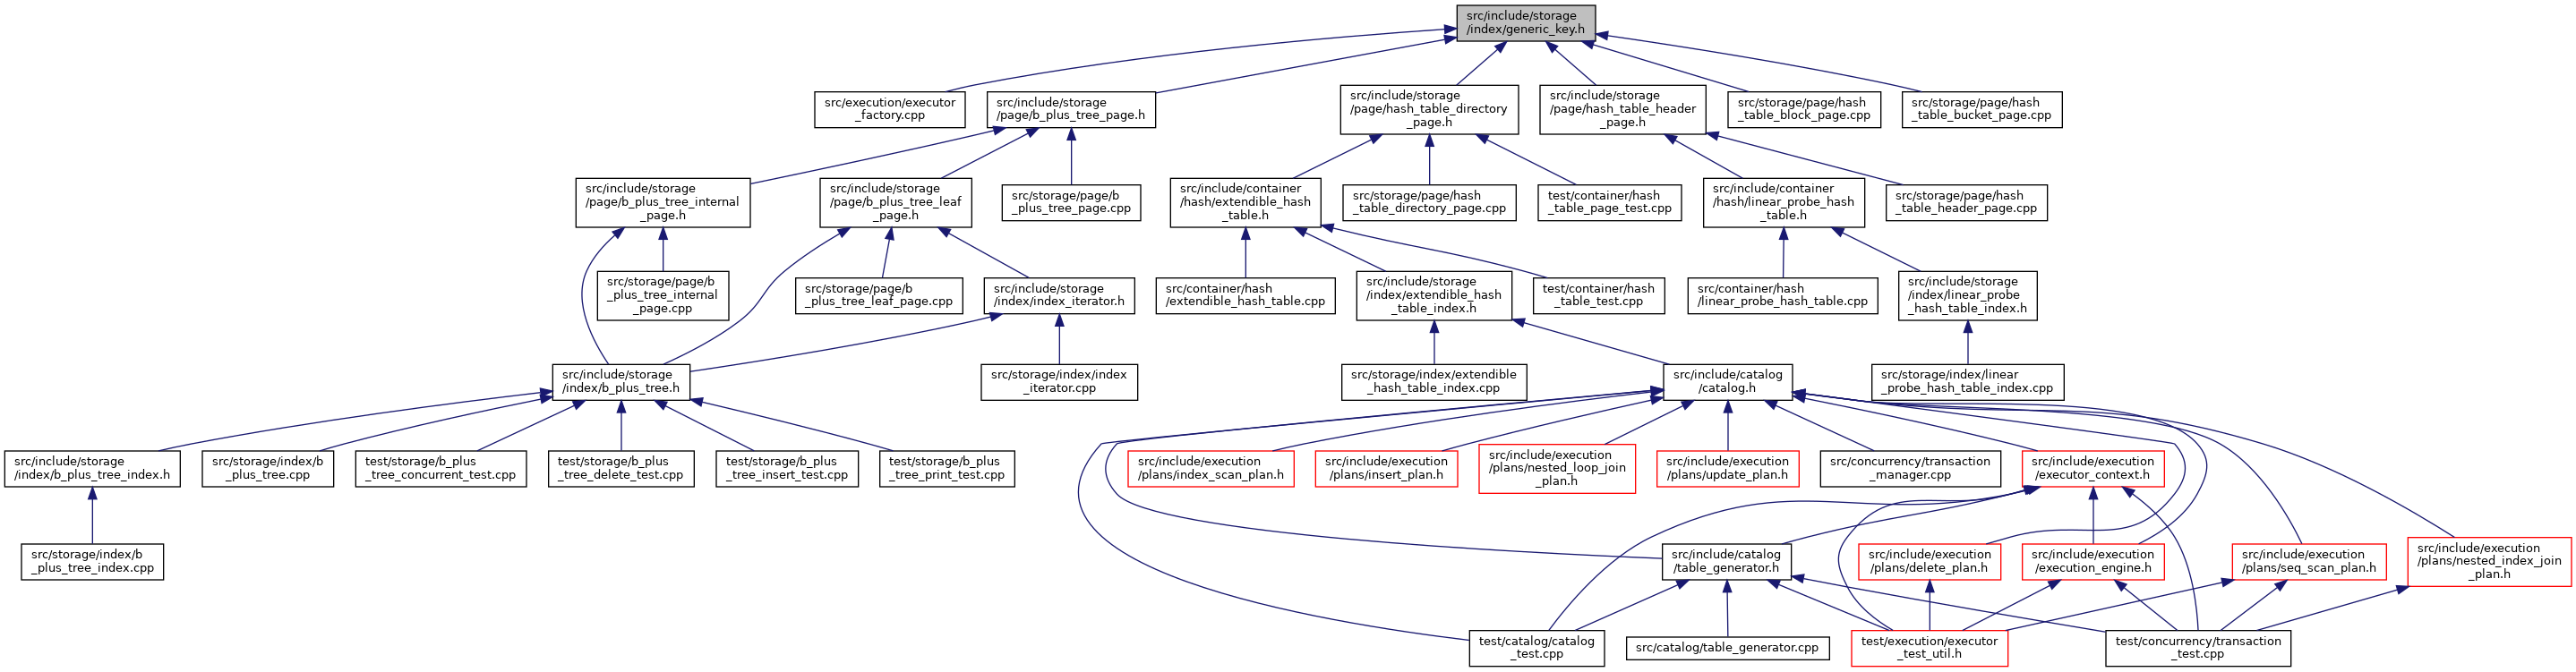 src/include/storage
/index/generic_key.h
src/execution/executor
_factory.cpp
src/include/storage
/page/b_plus_tree_page.h
src/include/storage
/page/hash_table_directory
_page.h
src/include/storage
/page/hash_table_header
_page.h
src/storage/page/hash
_table_block_page.cpp
src/storage/page/hash
_table_bucket_page.cpp
src/include/storage
/page/b_plus_tree_internal
_page.h
src/include/storage
/page/b_plus_tree_leaf
_page.h
src/storage/page/b
_plus_tree_page.cpp
src/include/container
/hash/extendible_hash
_table.h
src/storage/page/hash
_table_directory_page.cpp
test/container/hash
_table_page_test.cpp
src/include/container
/hash/linear_probe_hash
_table.h
src/storage/page/hash
_table_header_page.cpp
src/storage/page/b
_plus_tree_internal
_page.cpp
src/storage/page/b
_plus_tree_leaf_page.cpp
src/include/storage
/index/index_iterator.h
src/container/hash
/extendible_hash_table.cpp
src/include/storage
/index/extendible_hash
_table_index.h
test/container/hash
_table_test.cpp
src/container/hash
/linear_probe_hash_table.cpp
src/include/storage
/index/linear_probe
_hash_table_index.h
src/include/storage
/index/b_plus_tree.h
src/storage/index/index
_iterator.cpp
src/storage/index/extendible
_hash_table_index.cpp
src/include/catalog
/catalog.h
src/storage/index/linear
_probe_hash_table_index.cpp
src/include/storage
/index/b_plus_tree_index.h
src/storage/index/b
_plus_tree.cpp
test/storage/b_plus
_tree_concurrent_test.cpp
test/storage/b_plus
_tree_delete_test.cpp
test/storage/b_plus
_tree_insert_test.cpp
test/storage/b_plus
_tree_print_test.cpp
src/include/execution
/plans/index_scan_plan.h
src/include/execution
/plans/insert_plan.h
src/include/execution
/plans/nested_loop_join
_plan.h
src/include/execution
/plans/update_plan.h
src/concurrency/transaction
_manager.cpp
src/include/execution
/executor_context.h
src/storage/index/b
_plus_tree_index.cpp
src/include/catalog
/table_generator.h
src/include/execution
/plans/delete_plan.h
src/include/execution
/execution_engine.h
src/include/execution
/plans/seq_scan_plan.h
src/include/execution
/plans/nested_index_join
_plan.h
test/catalog/catalog
_test.cpp
src/catalog/table_generator.cpp
test/execution/executor
_test_util.h
test/concurrency/transaction
_test.cpp